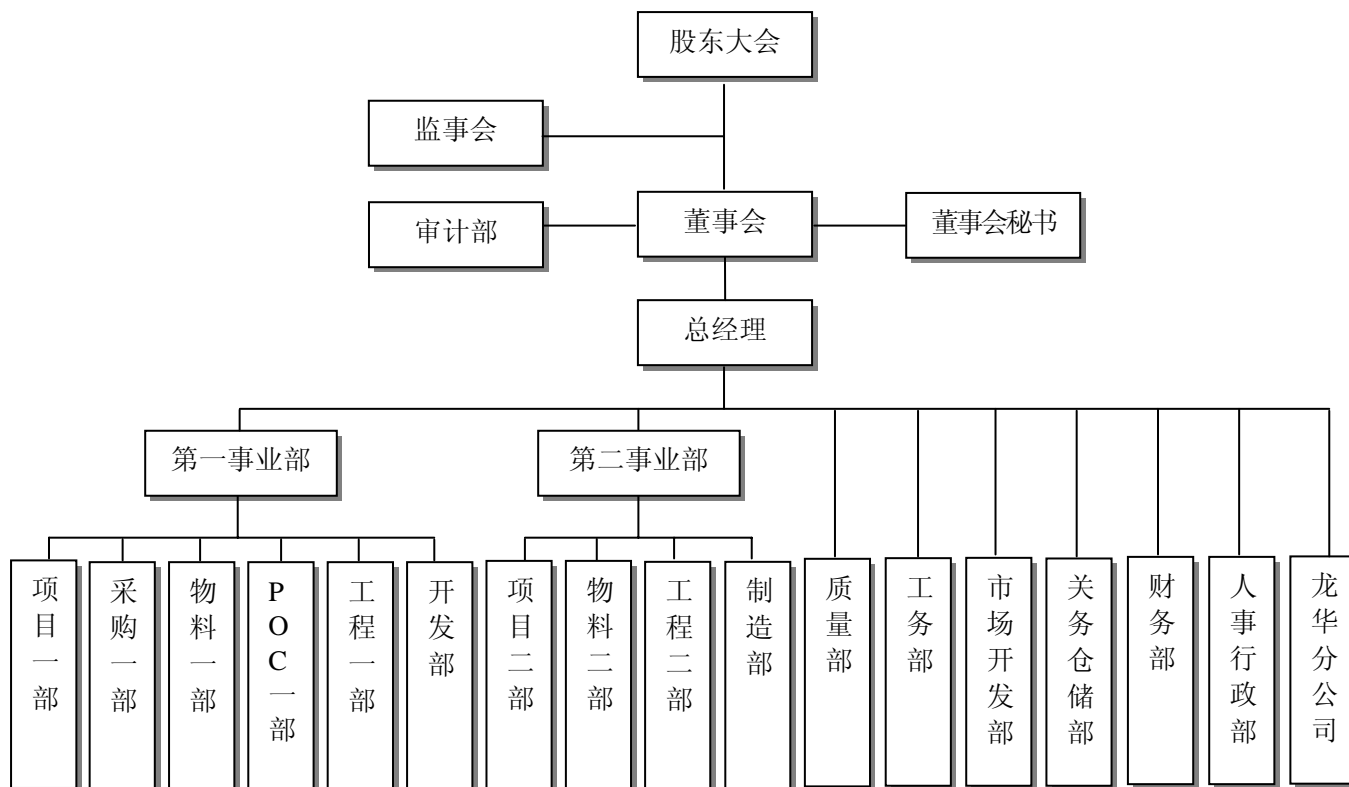 股东大会
监事会
审计部
董事会
董事会秘书
总经理
第一事业部
第二事业部
项目一部
采购一部
物料一部
POC一部
工程一部
开发部
项目二部
物料二部
工程二部
制造部
质量部
工务部
市场开发部
关务仓储部
财务部
人事行政部
龙华分公司